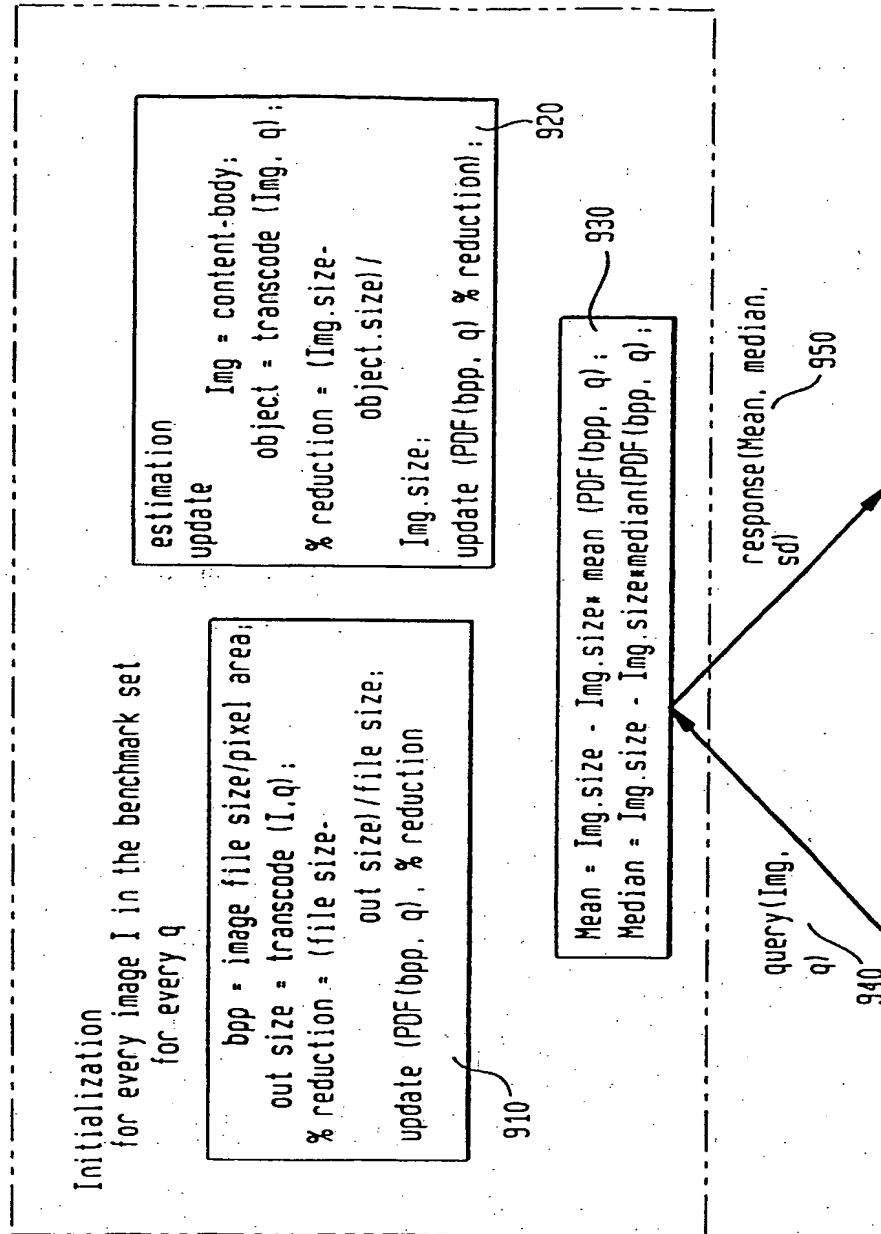 Initialization
for every image I in the benchmark set
for every q
bpp = image file size/pixel area;
out size = transcode (I,q);
% reduction = (file size-
out size)/file size;
update (PDF(bpp, q), % reduction
910
estimation
update
Img = content-body;
object = transcode (Img, q);
% reduction = (Img.size-
object.size)/
Img.size;
update (PDF(bpp, q) % reduction);
920
Mean = Img.size - Img.size* mean (PDF(bpp, q);
Median = Img.size - Img.size*median(PDF(bpp, q);
930
query(Img,
q)
940
response(Mean, median,
sd)
950